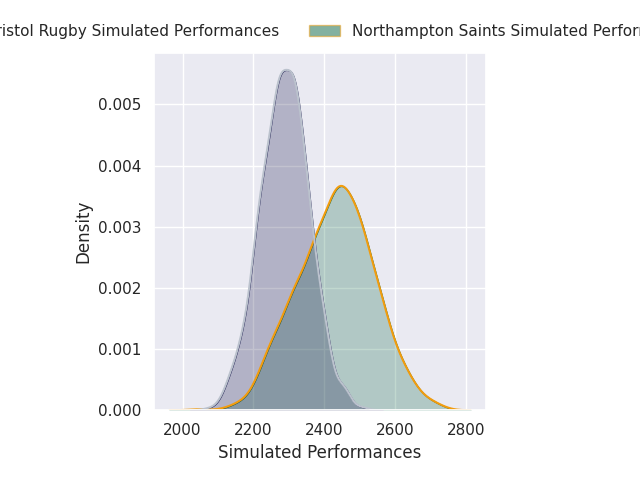 ristol Rugby Simulated Performances
Northampton Saints Simulated Perfor
0.005
0.004
0.003
0.002
0.001
0.000
Density
2000 2200 2400 2600 2800
Simulated Performances